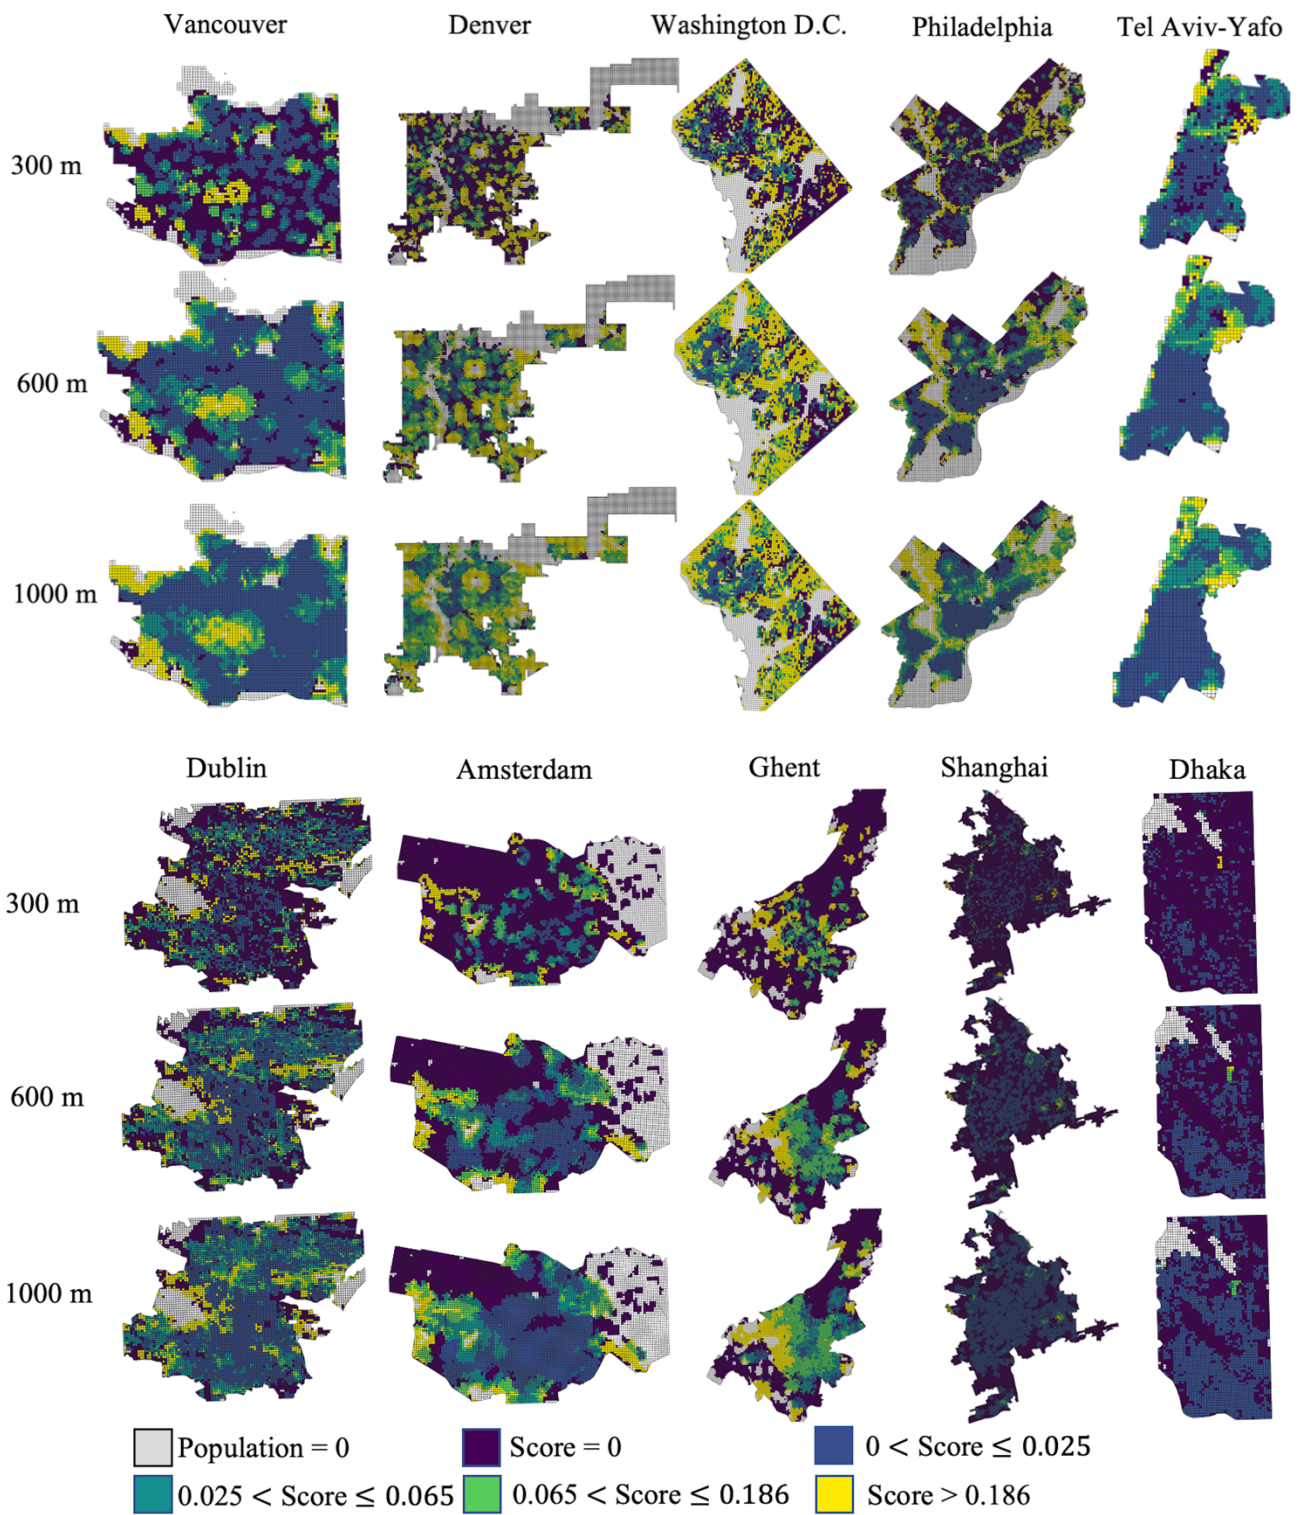 Vancouver Denver Washington D.C. Philadelphia Tel Aviv-Yafo
300 m
600 m
1000 m
Dublin Amsterdam Ghent Shanghai Dhaka
300 m
600 m
1000 m
Population = 0 Score = 0 0 < Score ≤ 0.025
0.025 < Score ≤ 0.065 0.065 < Score ≤ 0.186 Score > 0.186